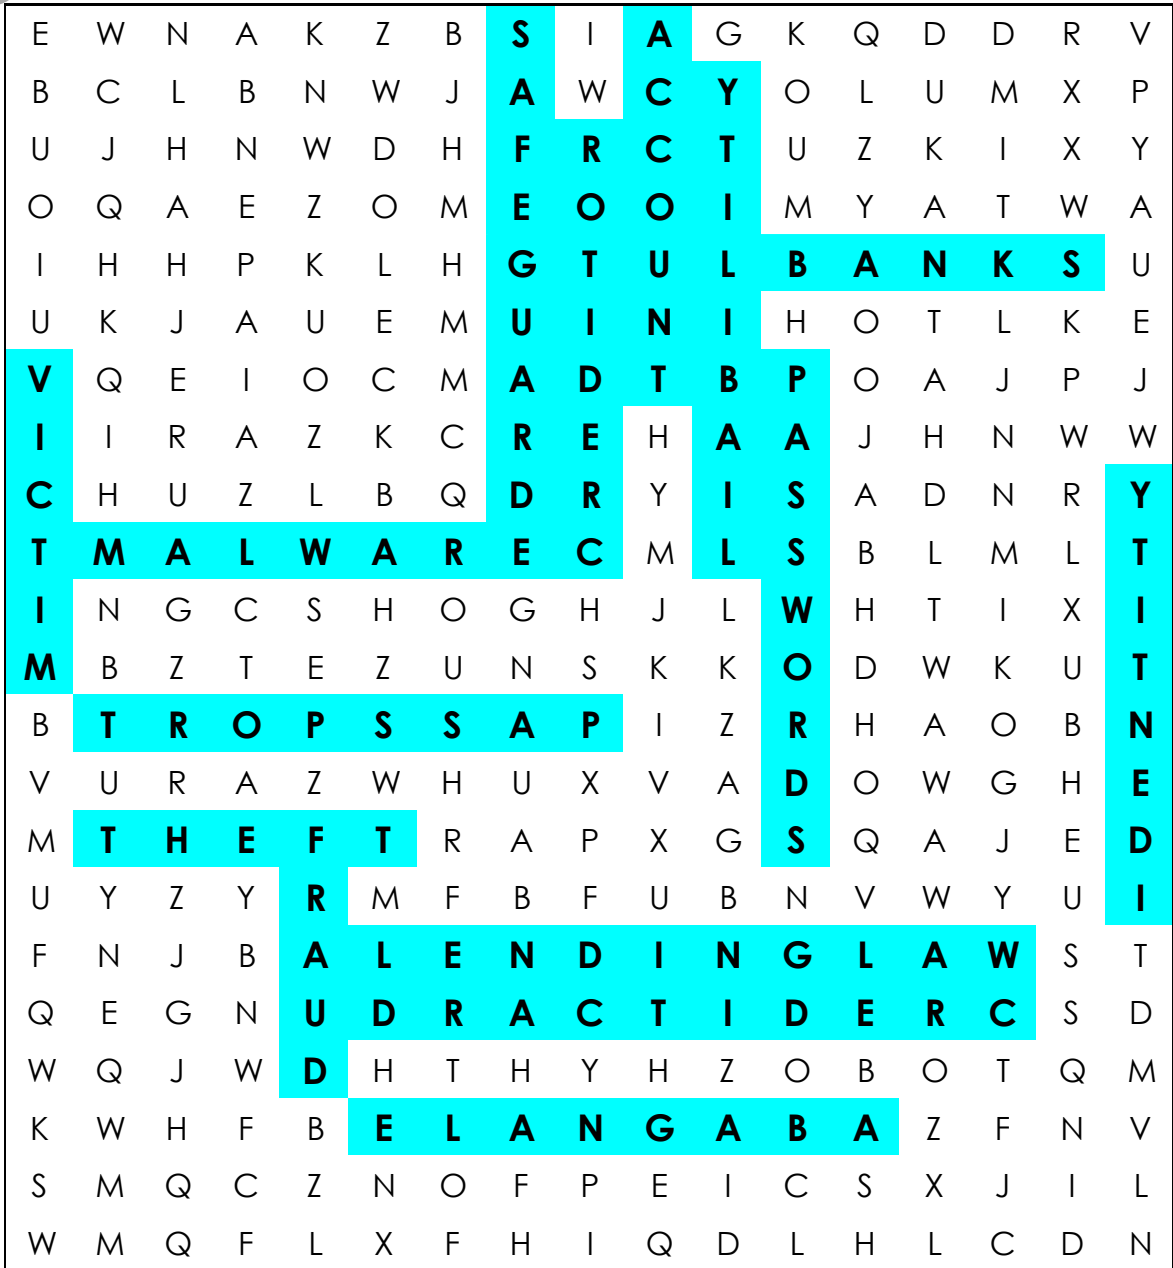 E W N A K Z B S I A G K Q D D R V
B C L B N W J A W C Y O L U M X P
U J H N W D H F R C T U Z K I X Y
O Q A E Z O M E O O I M Y A T W A
I H H P K L H G T U L B A N K S U
U K J A U E M U I N I H O T L K E
V Q E I O C M A D T B P O A J P J
I I R A Z K C R E H A A J H N W W
C H U Z L B Q D R Y I S A D N R Y
T M A L W A R E C M L S B L M L T
I N G C S H O G H J L W H T I X I
M B Z T E Z U N S K K O D W K U T
B T R O P S S A P I Z R H A O B N
V U R A Z W H U X V A D O W G H E
M T H E F T R A P X G S Q A J E D
U Y Z Y R M F B F U B N V W Y U I
F N J B A L E N D I N G L A W S T
Q E G N U D R A C T I D E R C S D
W Q J W D H T H Y H Z O B O T Q M
K W H F B E L A N G A B A Z F N V
S M Q C Z N O F P E I C S X J I L
W M Q F L X F H I Q D L H L C D N